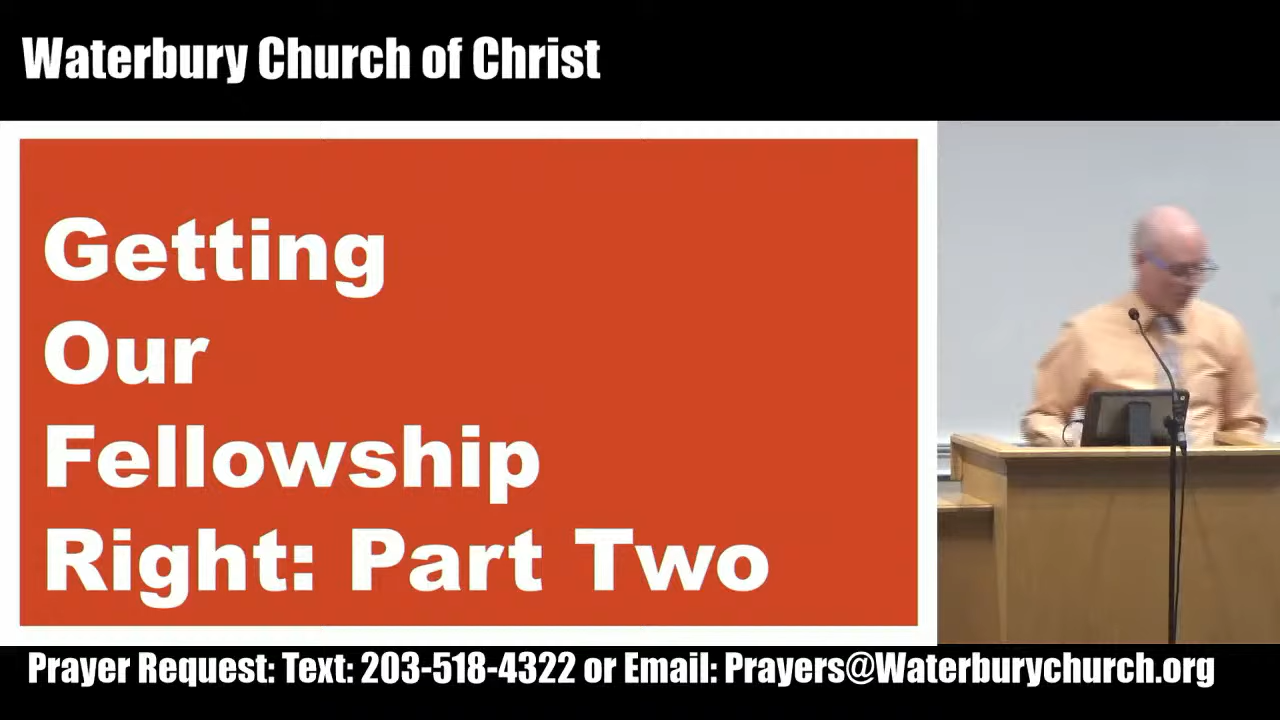 Waterbury Church of Christ
Getting
Our
Fellowship
Right: Part Two
Prayer Request: Text: 203-518-4322 or Email: Prayers@Waterburychurch.org